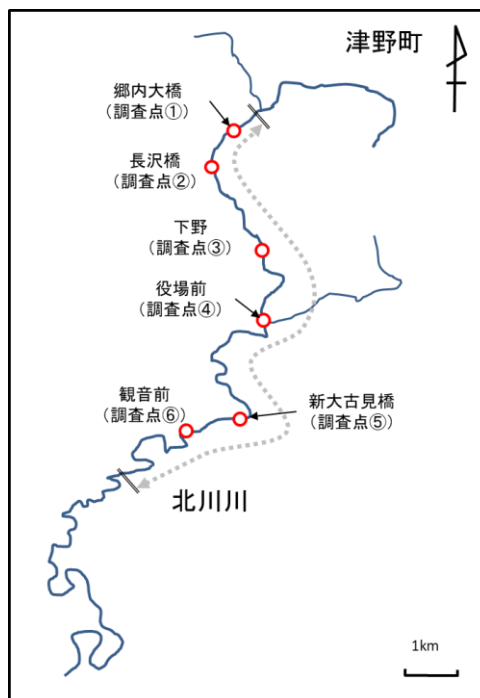 津野町
郷内大橋
（調査点①）
長沢橋
（調査点②）
下野
（調査点③）
役場前
（調査点④）
観音前
（調査点⑥）
新大古見橋
（調査点⑤）
北川川
1km